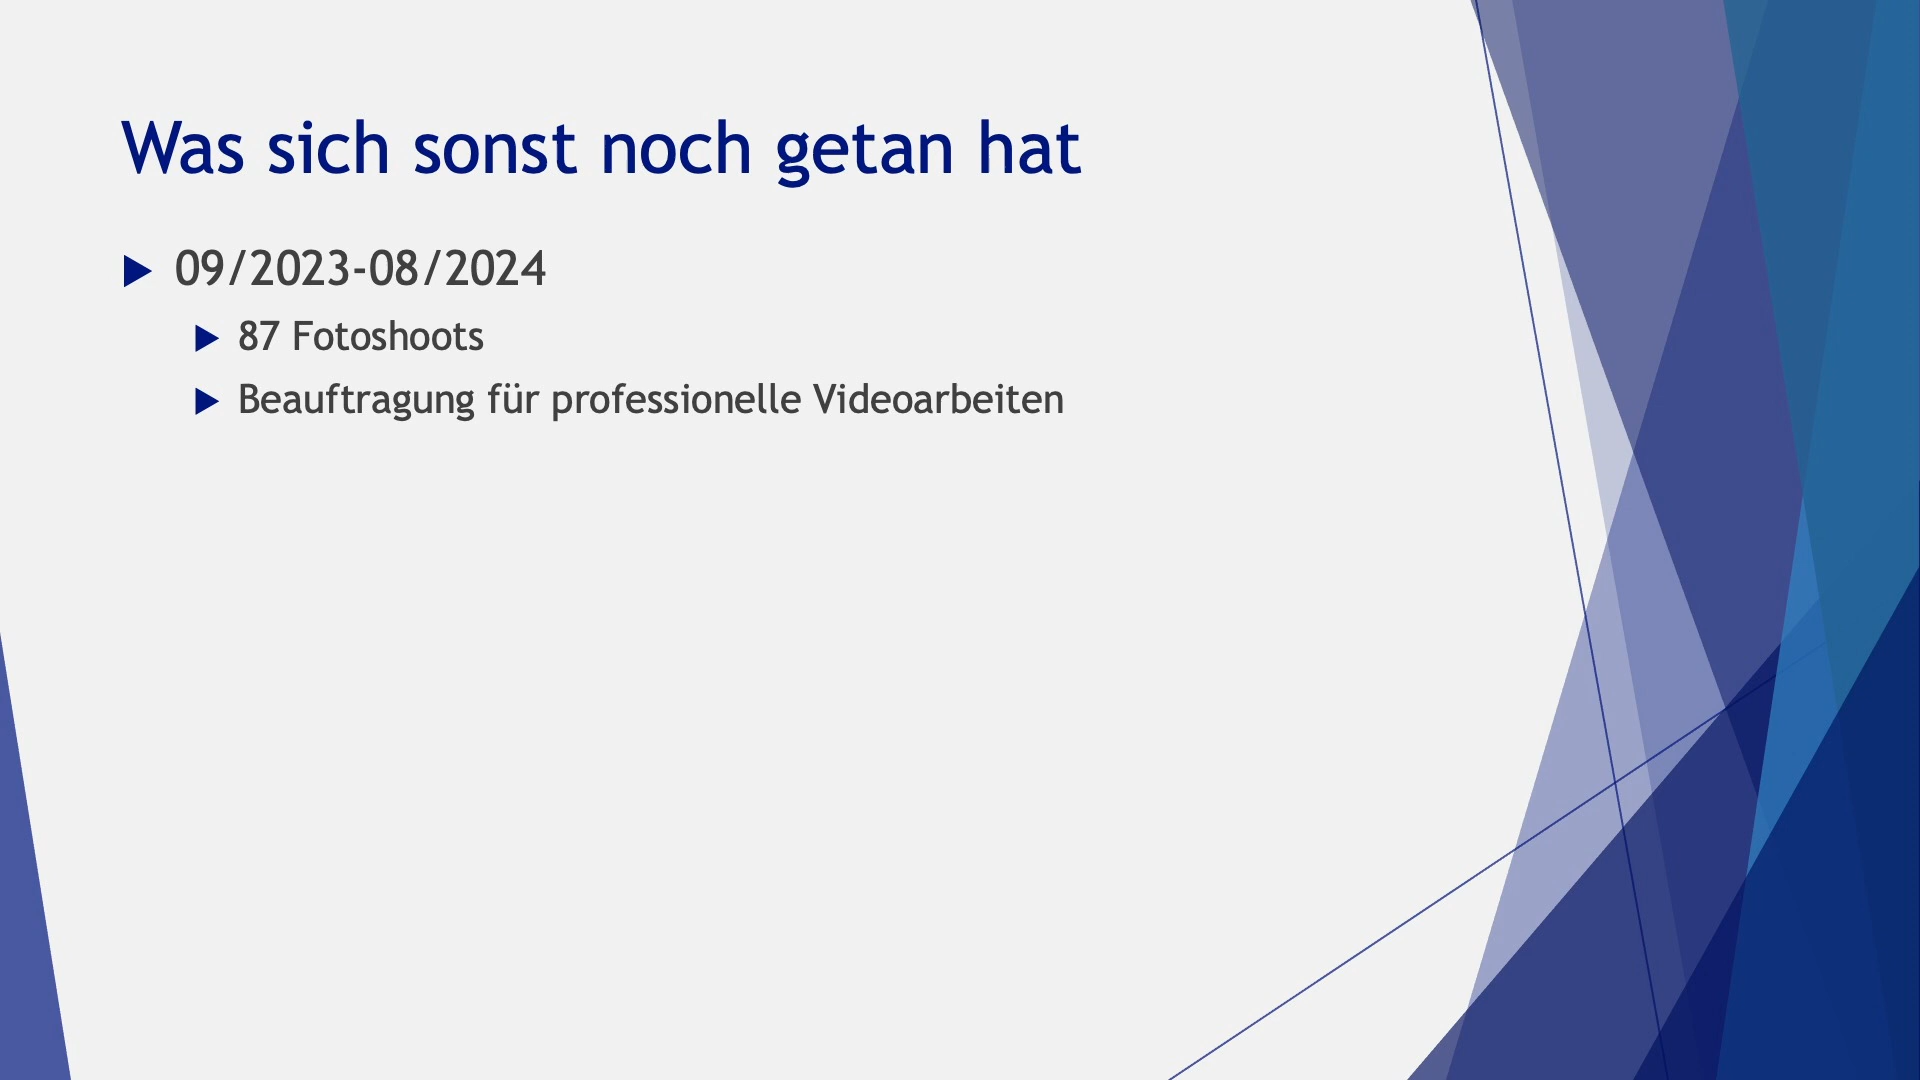 Was sich sonst noch getan hat
09/2023-08/2024
87 Fotoshoots
Beauftragung für professionelle Videoarbeiten